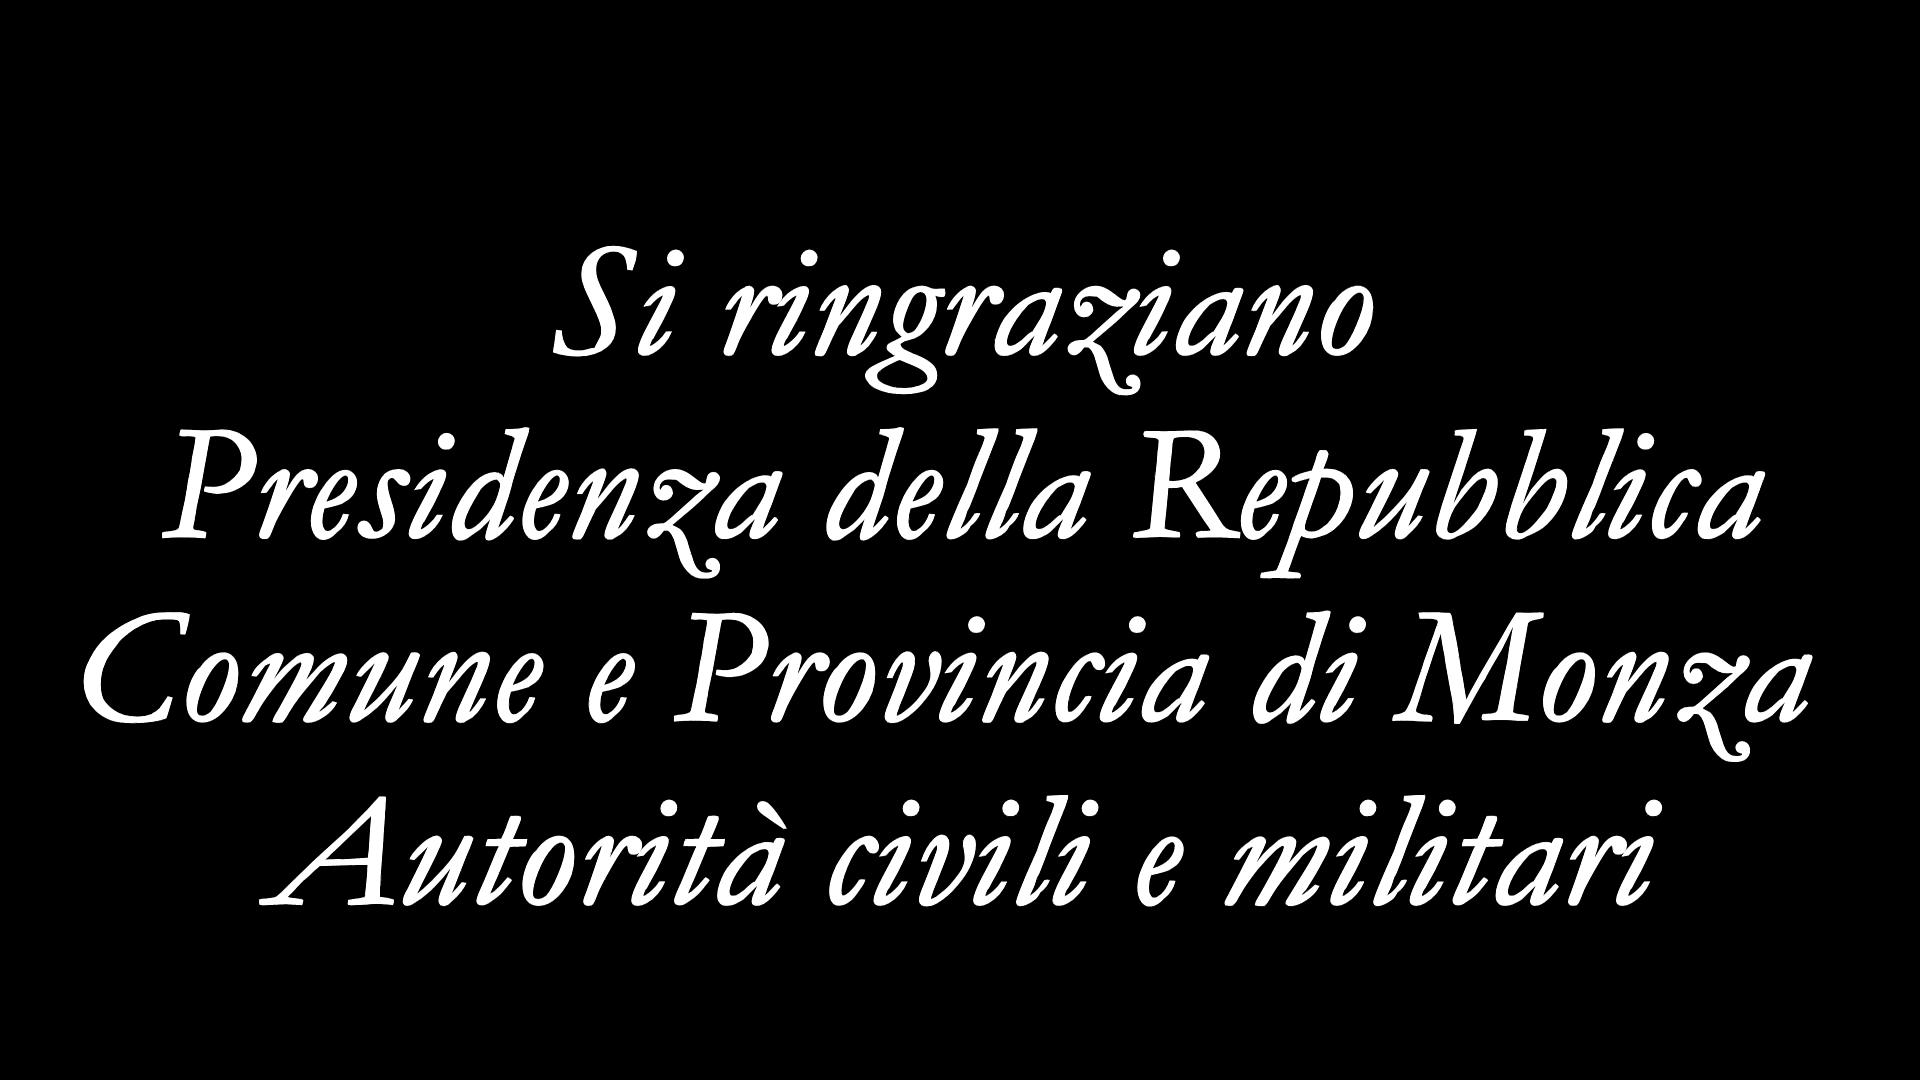 Si ringraziano
Presidenza della Repubblica
Comune e Provincia di Monza
Autorità civili e militari